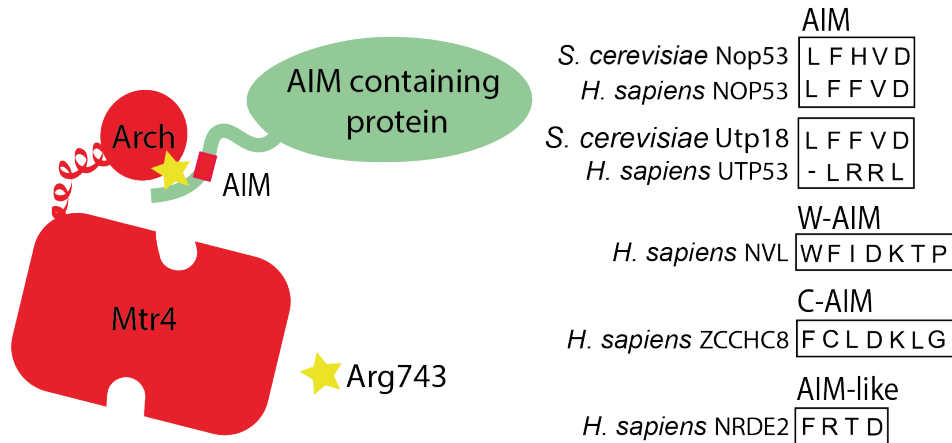 Arch
AIM containing
protein
AIM
Mtr4
Arg743
AIM
S. cerevisiae Nop53 L F H V D
H. sapiens NOP53 L F F V D
S. cerevisiae Utp18 L F F V D
H. sapiens UTP53 - L R R L
W-AIM
H. sapiens NVL W F I D K T P
C-AIM
H. sapiens ZCCHC8 F C L D K L G
AIM-like
H. sapiens NRDE2 F R T D